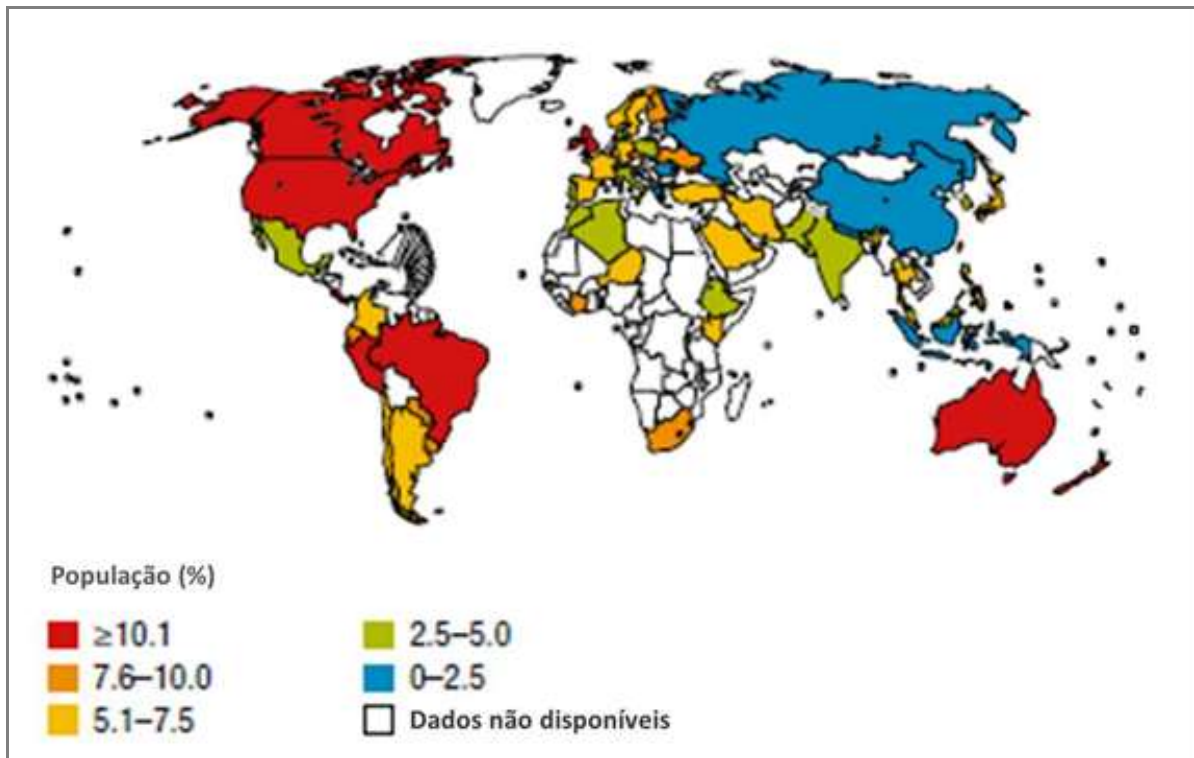 População (%)
≥10.1
7.6–10.0
5.1–7.5
2.5–5.0
0–2.5
Dados não disponíveis